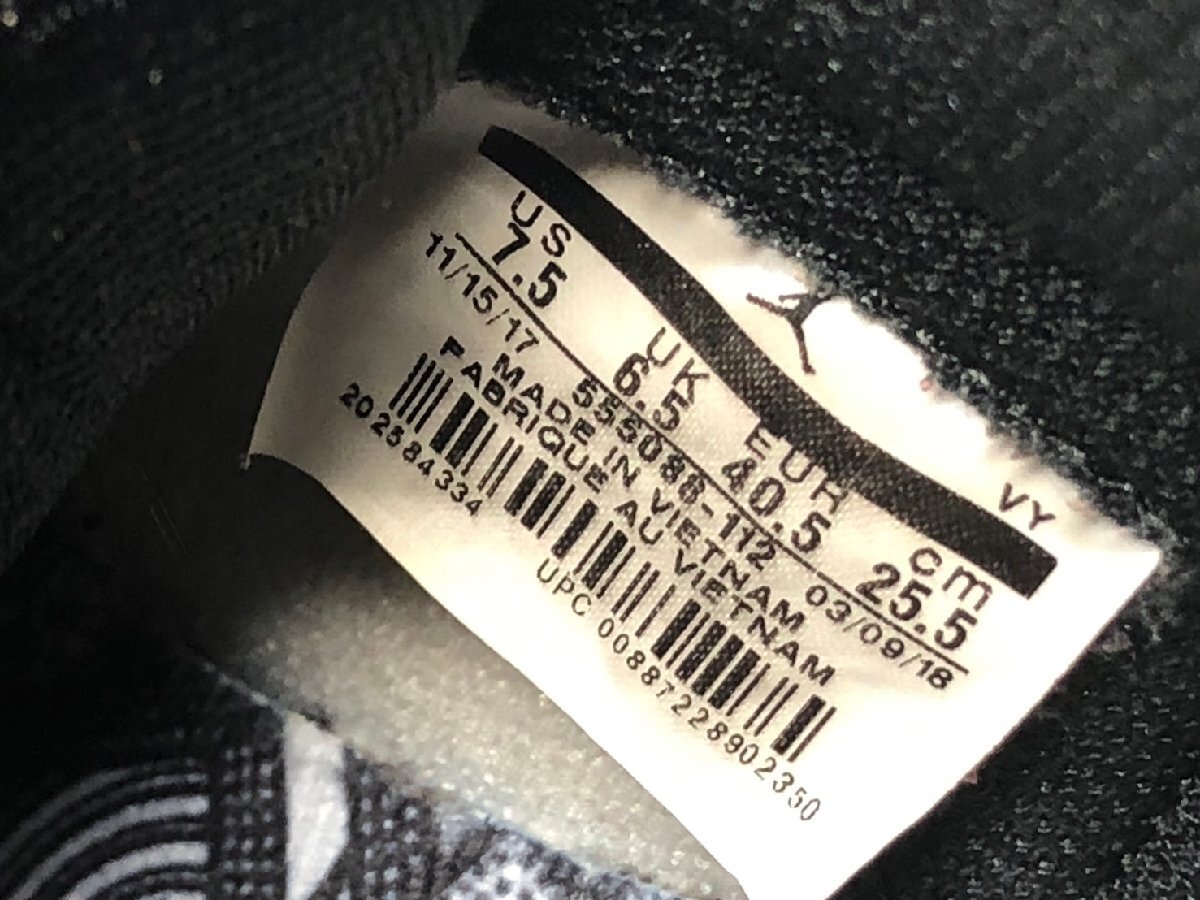 VY
US UK EUR cm
7.5 6.5 40.5 25.5
11/15/17 555088-112 03/09/18
MADE IN VIETNAM
FABRIQUE AU VIETNAM
202584334
UPC 00887228902350